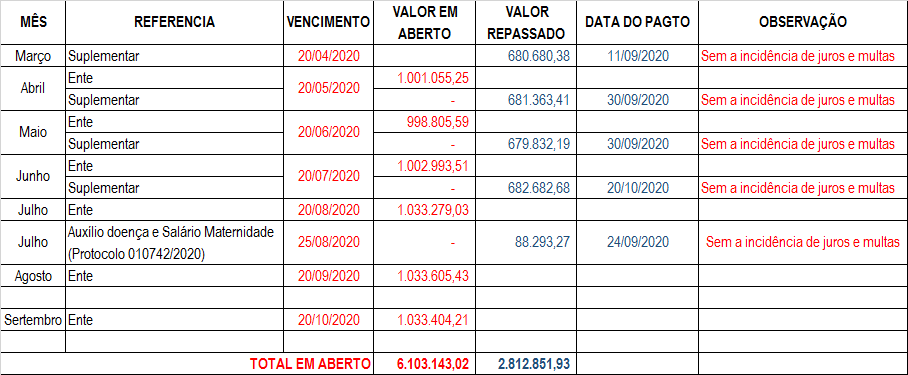 MÊS REFERENCIA VENCIMENTO VALOR EM ABERTO VALOR REPASSADO DATA DO PAGTO OBSERVAÇÃO
Março Suplementar 20/04/2020 680.680,38 11/09/2020 Sem a incidência de juros e multas
Abril Ente 20/05/2020 1.001.055,25
Suplementar - 681.363,41 30/09/2020 Sem a incidência de juros e multas
Maio Ente 20/06/2020 998.805,59
Suplementar - 679.832,19 30/09/2020 Sem a incidência de juros e multas
Junho Ente 20/07/2020 1.002.993,51
Suplementar - 682.682,68 20/10/2020 Sem a incidência de juros e multas
Julho Ente 20/08/2020 1.033.279,03
Julho Auxílio doença e Salário Maternidade (Protocolo 010742/2020) 25/08/2020 - 88.293,27 24/09/2020 Sem a incidência de juros e multas
Agosto Ente 20/09/2020 1.033.605,43
Sertembro Ente 20/10/2020 1.033.404,21
TOTAL EM ABERTO 6.103.143,02 2.812.851,93